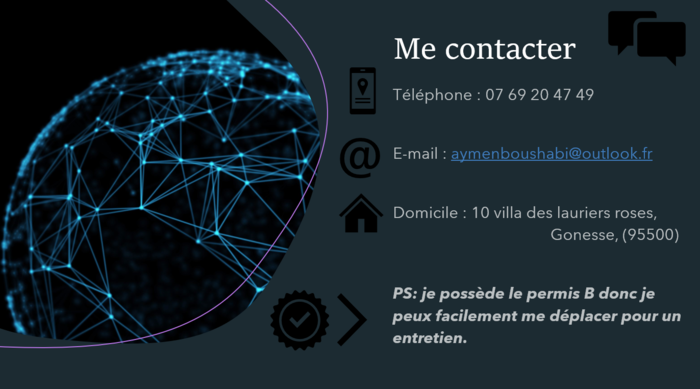 Me contacter
Téléphone : 07 69 20 47 49
E-mail : aymenboushabi@outlook.fr
Domicile : 10 villa des lauriers roses,
Gonesse, (95500)
PS: je possède le permis B donc je
peux facilement me déplacer pour un
entretien.